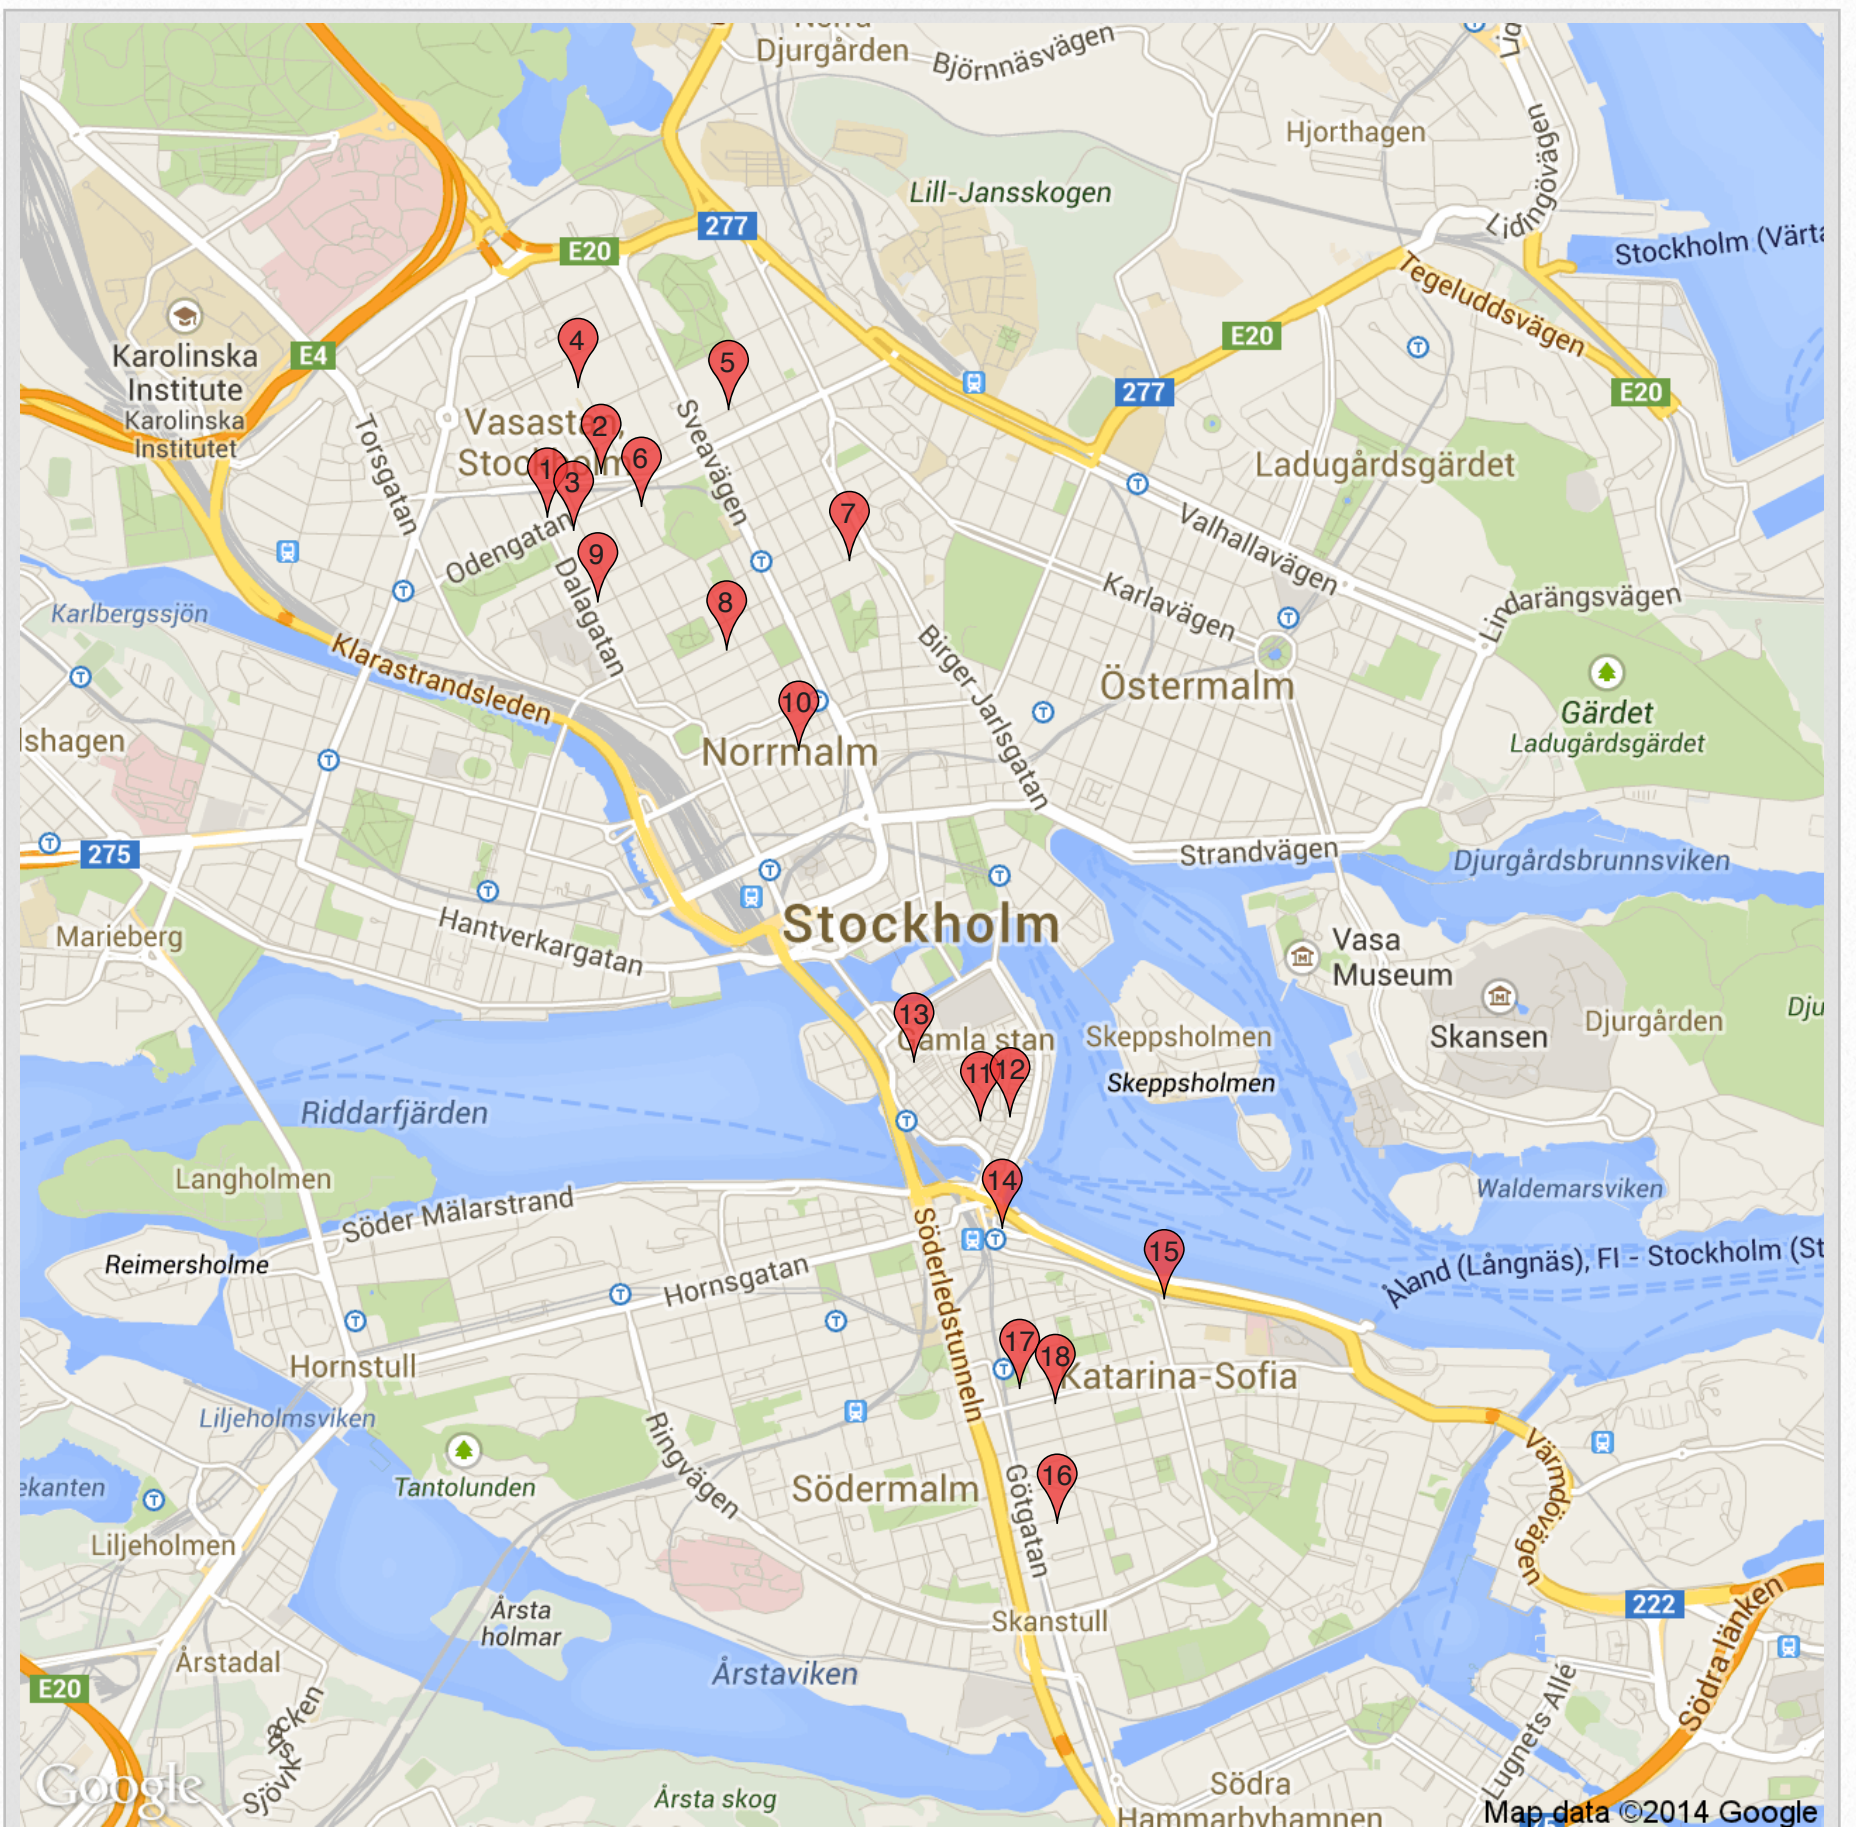 Norra
Djurgården
Björnnäsvägen
Hjorthagen
Lidingövägen
Lill-Jansskogen
277
E20
Stockholm (Värta
Tegeluddsvägen
Karolinska
Institute
Karolinska
Institutet
E4
E20
277
E20
4
5
Vasastan,
Stockholm
2
1
3
6
Torsgatan
Sveavägen
7
Ladugårdsgärdet
Valhallavägen
Odengatan
9
Dalagatan
8
Karlavägen
Lindarängsvägen
Karlbergssjön
Klarastrandsleden
Birger Jarlsgatan
Östermalm
Gärdet
Ladugårdsgärdet
10
Norrmalm
lshagen
275
Strandvägen
Djurgårdsbrunnsviken
Hantverkargatan
Marieberg
Stockholm
Vasa
Museum
Skansen
Djurgården
Dju
13
Gamla stan
11
12
Skeppsholmen
Skeppsholmen
Riddarfjärden
Langholmen
14
Waldemarsviken
Söder Mälarstrand
Reimersholme
Hornsgatan
Söderledstunneln
15
Åland (Långnäs), FI - Stockholm (St
Hornstull
17
18
Katarina-Sofia
Liljeholmsviken
Tantolunden
Ringvägen
Södermalm
Götgatan
16
Värmdövägen
ekanten
Liljeholmen
Årsta
holmar
Skanstull
222
Årstadal
Årstaviken
Södra länken
Lugnets Allé
E20
Google
Årsta skog
Södra
Hammarbyhamnen
Map data ©2014 Google